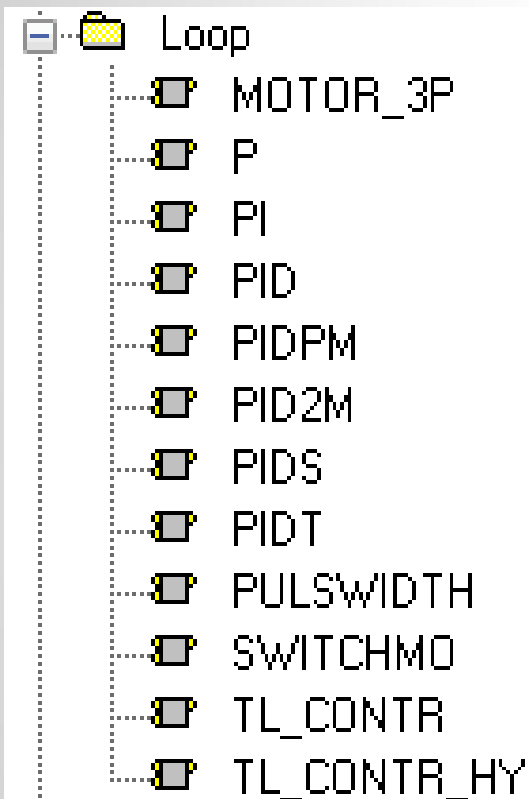 Loop
MOTOR_3P
P
PI
PID
PIDPM
PID2M
PIDS
PIDT
PULSWIDTH
SWITCHMO
TL_CONTR
TL_CONTR_HY